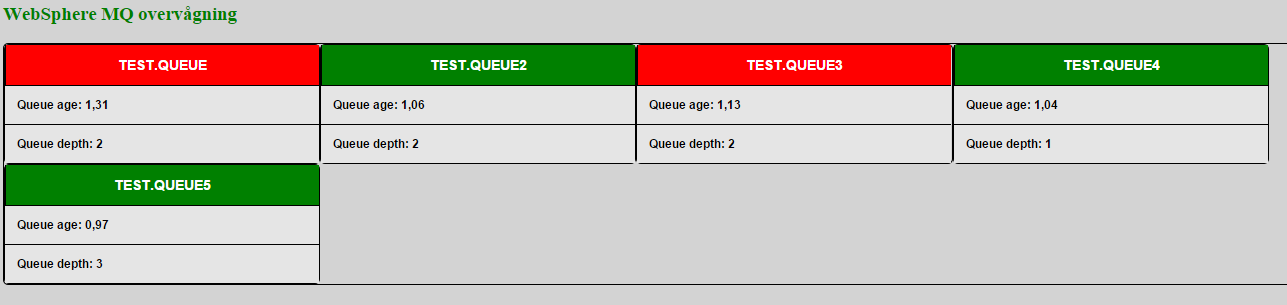 WebSphere MQ overvågning
TEST.QUEUE
Queue age: 1,31
Queue depth: 2
TEST.QUEUE2
Queue age: 1,06
Queue depth: 2
TEST.QUEUE3
Queue age: 1,13
Queue depth: 2
TEST.QUEUE4
Queue age: 1,04
Queue depth: 1
TEST.QUEUE5
Queue age: 0,97
Queue depth: 3